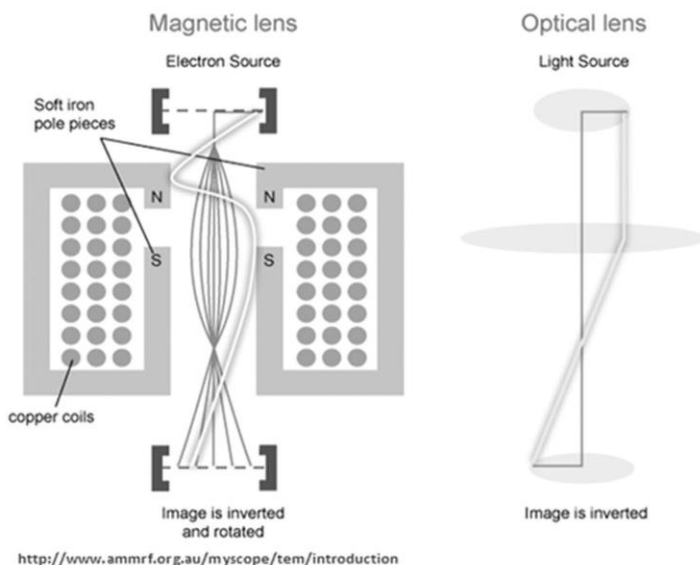 Magnetic lens
Optical lens
Electron Source
Light Source
Soft iron
pole pieces
N
N
S
S
copper coils
Image is inverted
and rotated
Image is inverted
http://www.ammrf.org.au/myscope/tem/introduction